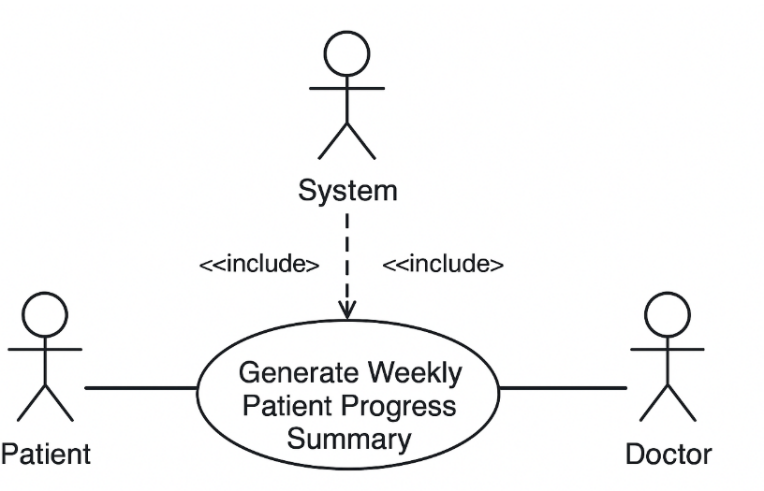 System
<<include> <<include>
Generate Weekly
Patient Progress
Summary
Patient
Doctor